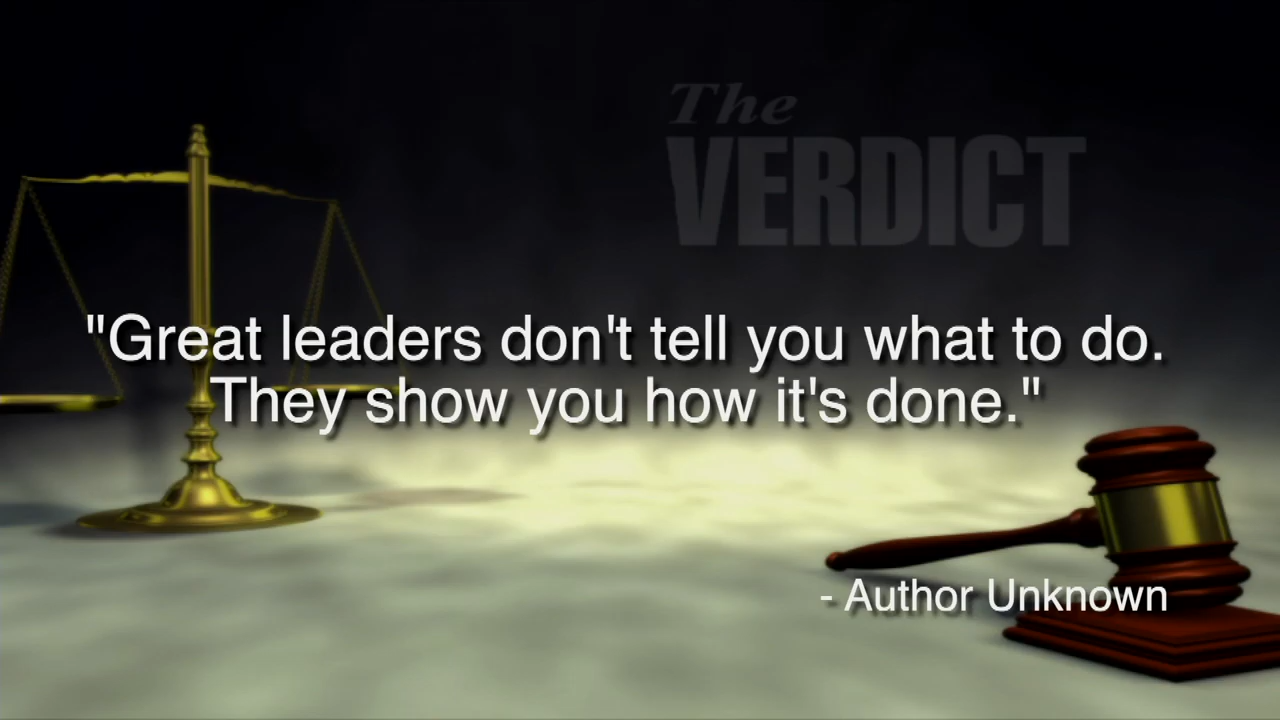 The
VERDICT
"Great leaders don't tell you what to do.
They show you how it's done."
- Author Unknown